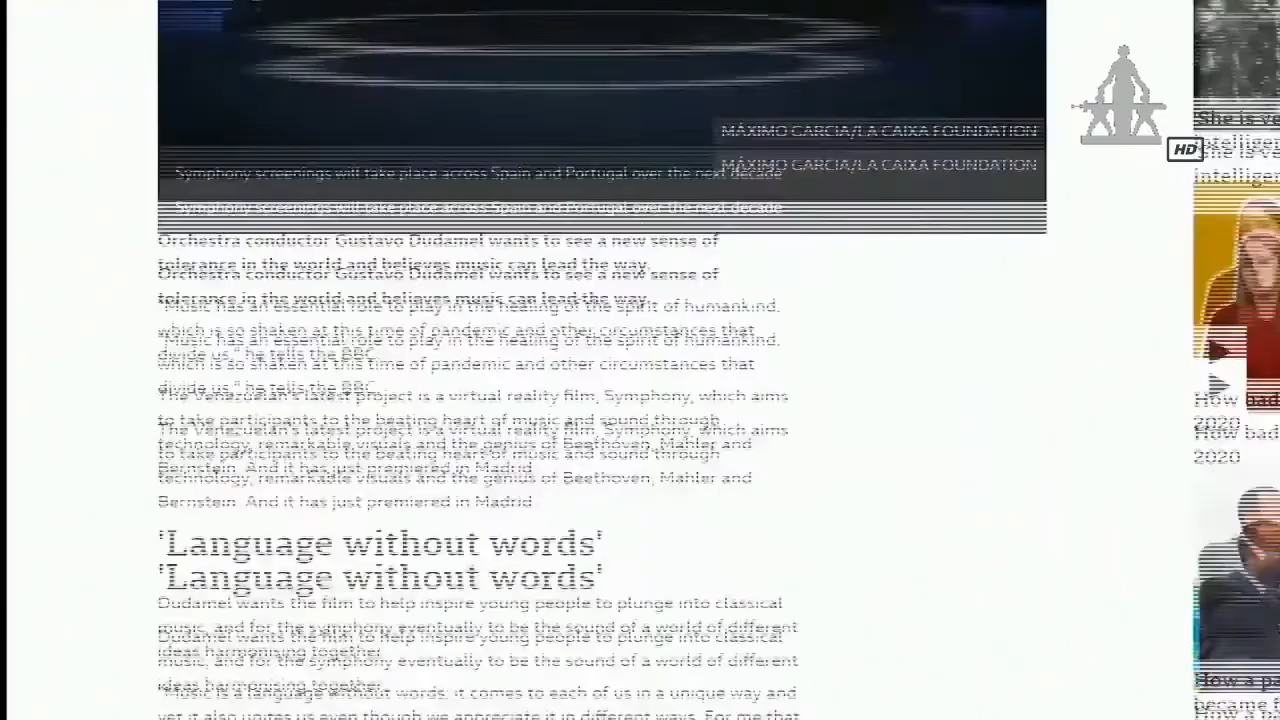 MÁXIMO GARCIA/LA CAIXA FOUNDATION
Symphony screenings will take place across Spain and Portugal over the next decade
Orchestra conductor Gustavo Dudamel wants to see a new sense of
tolerance in the world and believes music can lead the way.
"Music has an essential role to play in the healing of the spirit of humankind,
which is so shaken at this time of pandemic and other circumstances that
divide us," he tells the BBC.
The Venezuelan's latest project is a virtual reality film, Symphony, which aims
to take participants to the beating heart of music and sound through
technology, remarkable visuals and the genius of Beethoven, Mahler and
Bernstein. And it has just premiered in Madrid.
'Language without words'
Dudamel wants the film to help inspire young people to plunge into classical
music, and for the symphony eventually to be the sound of a world of different
ideas harmonising together.
"Music is a language without words. It comes to each of us in a unique way and
yet it also unites us even though we appreciate it in different ways. For me that
HD
She is ve
intelligen
How bad
2020
How a pa
became t